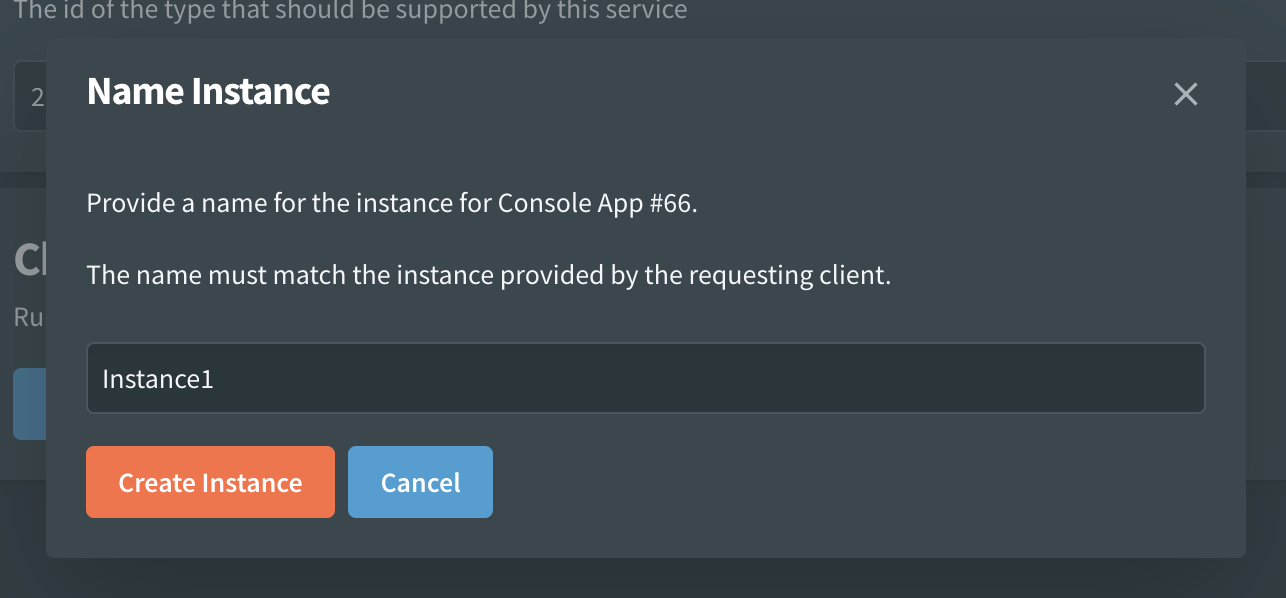 The id of the type that should be supported by this service
Name Instance
2
Provide a name for the instance for Console App #66.
The name must match the instance provided by the requesting client.
Ru
Instance1
Create Instance
Cancel